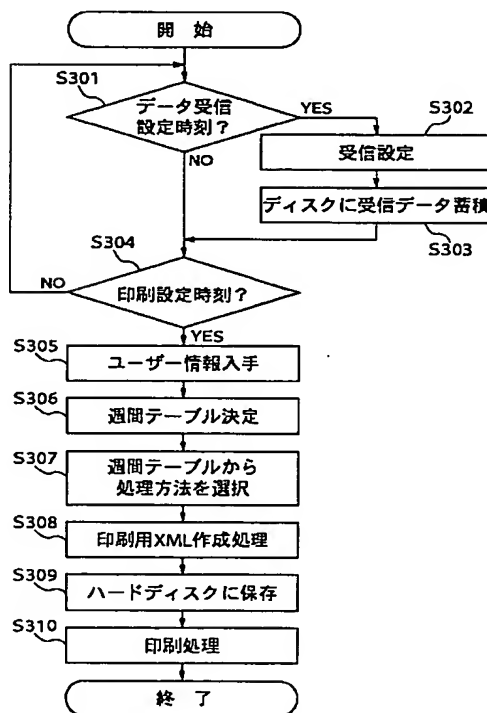 開 始
S301
データ受信
設定時刻?
YES
S302
受信設定
NO
ディスクに受信データ蓄積
S303
S304
NO
印刷設定時刻?
YES
S305
ユーザー情報入手
S306
週間テーブル決定
S307
週間テーブルから
処理方法を選択
S308
印刷用XML作成処理
S309
ハードディスクに保存
S310
印刷処理
終 了